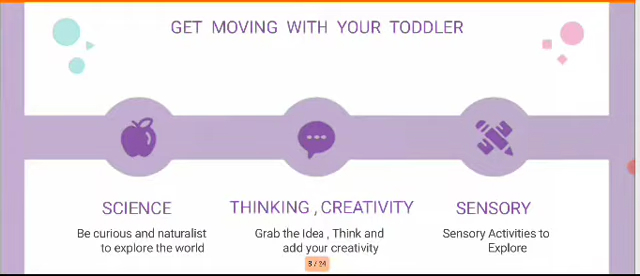 GET MOVING WITH YOUR TODDLER
SCIENCE
Be curious and naturalist
to explore the world
THINKING , CREATIVITY
Grab the Idea , Think and
add your creativity
SENSORY
Sensory Activities to
Explore
8 / 24